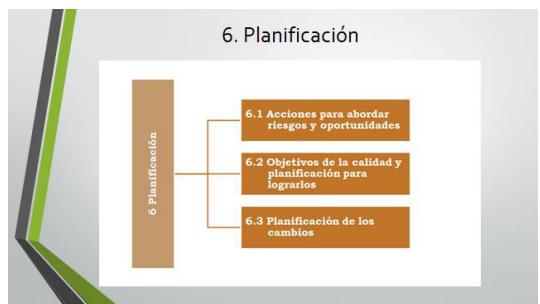 6. Planificación
6 Planificación
6.1 Acciones para abordar
riesgos y oportunidades
6.2 Objetivos de la calidad y
planificación para
lograrlos
6.3 Planificación de los
cambios